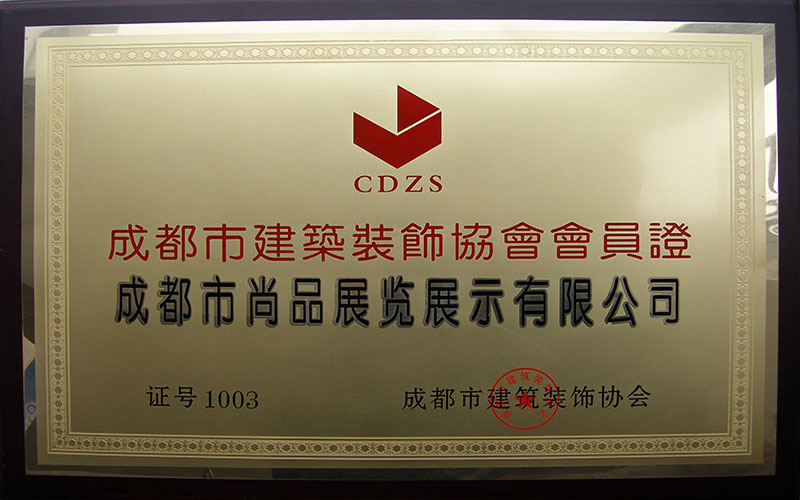 CDZS
成都市建築裝飾協會會員證
成都市尚品展览展示有限公司
证号1003
成都市建筑装饰协会